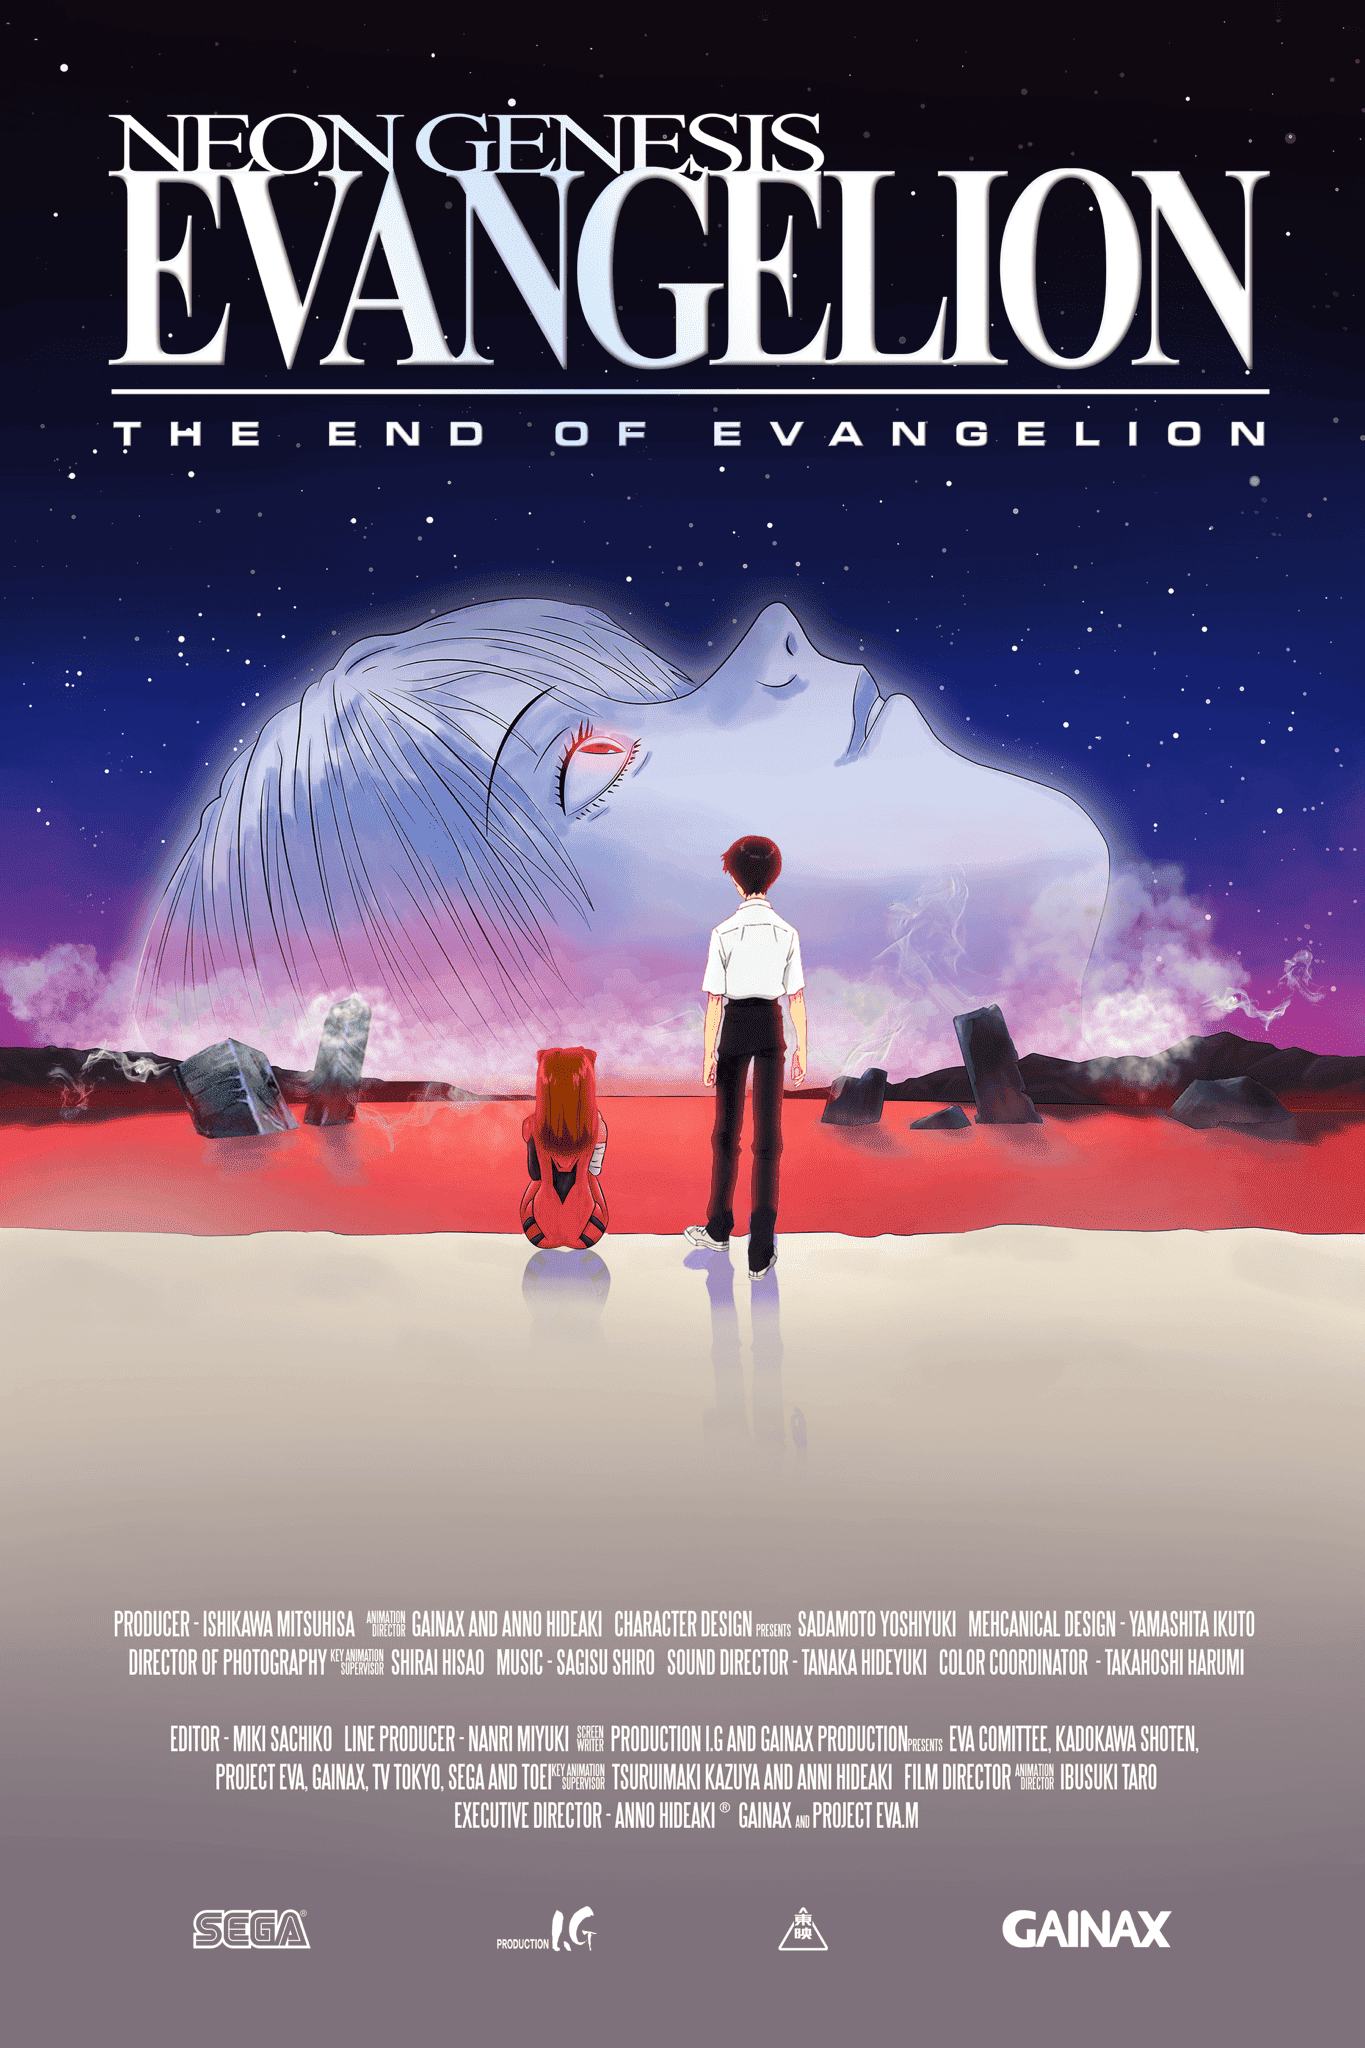 NEON GENESIS
EVANGELION
THE END OF EVANGELION
PRODUCER - ISHIKAWA MITSUHISA ANIMATION DIRECTOR GAINAX AND ANNO HIDEAKI CHARACTER DESIGN PRESENTS SADAMOTO YOSHIYUKI MEHCANICAL DESIGN - YAMASHITA IKUTO
DIRECTOR OF PHOTOGRAPHY KEY ANIMATION SUPERVISOR SHIRAI HISAO MUSIC - SAGISU SHIRO SOUND DIRECTOR - TANAKA HIDEYUKI COLOR COORDINATOR - TAKAHOSHI HARUMI
EDITOR - MIKI SACHIKO LINE PRODUCER - NANRI MIYUKI SCREEN WRITER PRODUCTION I.G AND GAINAX PRODUCTION PRESENTS EVA COMITTEE, KADOKAWA SHOTEN,
PROJECT EVA, GAINAX, TV TOKYO, SEGA AND TOEI KEY ANIMATION SUPERVISOR TSURUIMAKI KAZUYA AND ANNI HIDEAKI FILM DIRECTOR ANIMATION DIRECTOR IBUSUKI TARO
EXECUTIVE DIRECTOR - ANNO HIDEAKI ® GAINAX AND PROJECT EVA.M
SEGA® PRODUCTION I.G 東映 GAINAX